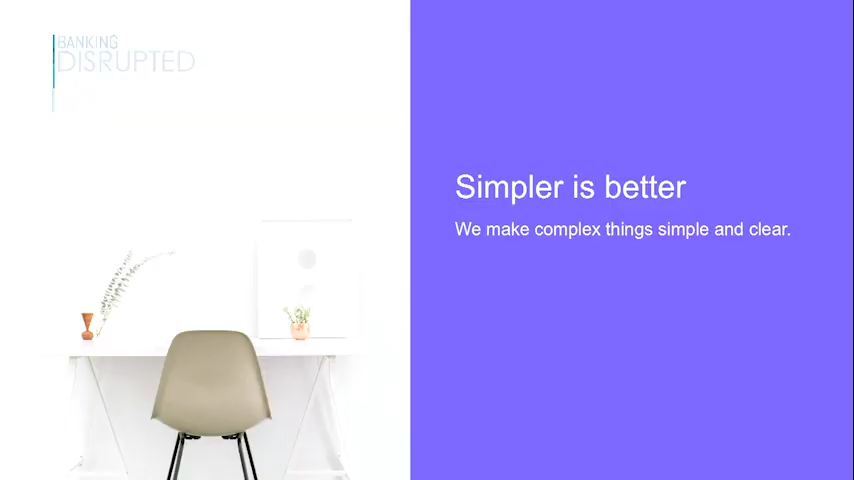 BANKING
DISRUPTED
Simpler is better
We make complex things simple and clear.